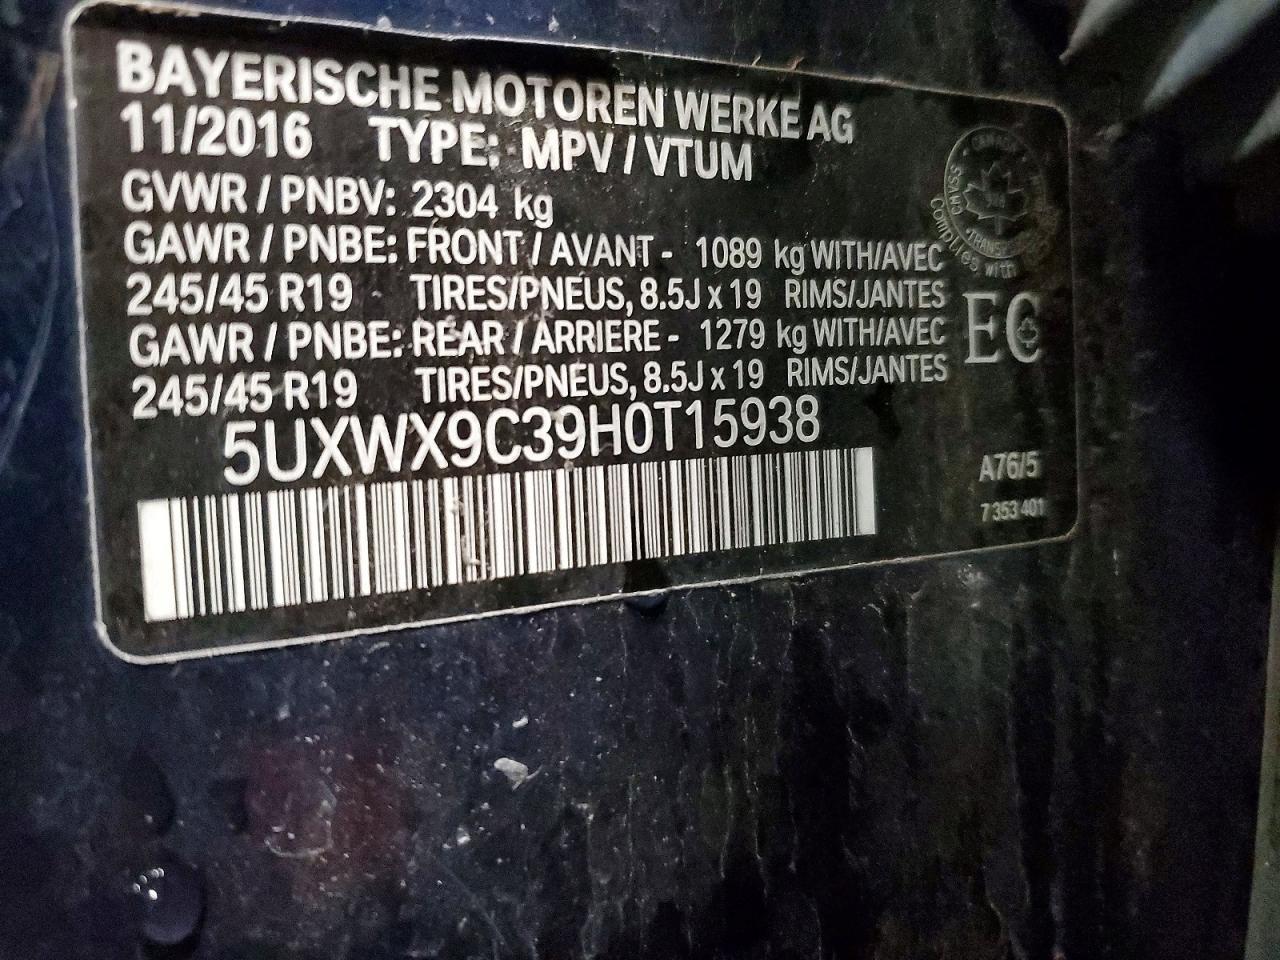 BAYERISCHE MOTOREN WERKE AG
11/2016 TYPE: MPV / VTUM
GVWR / PNBV: 2304 kg
GAWR / PNBE: FRONT / AVANT - 1089 kg WITH/AVEC
245/45 R19 TIRES/PNEUS, 8.5J x 19 RIMS/JANTES
GAWR / PNBE: REAR / ARRIERE - 1279 kg WITH/AVEC
245/45 R19 TIRES/PNEUS, 8.5J x 19 RIMS/JANTES
5UXWX9C39H0T15938
COMPLIES with
EC
A76/5
7 353 401